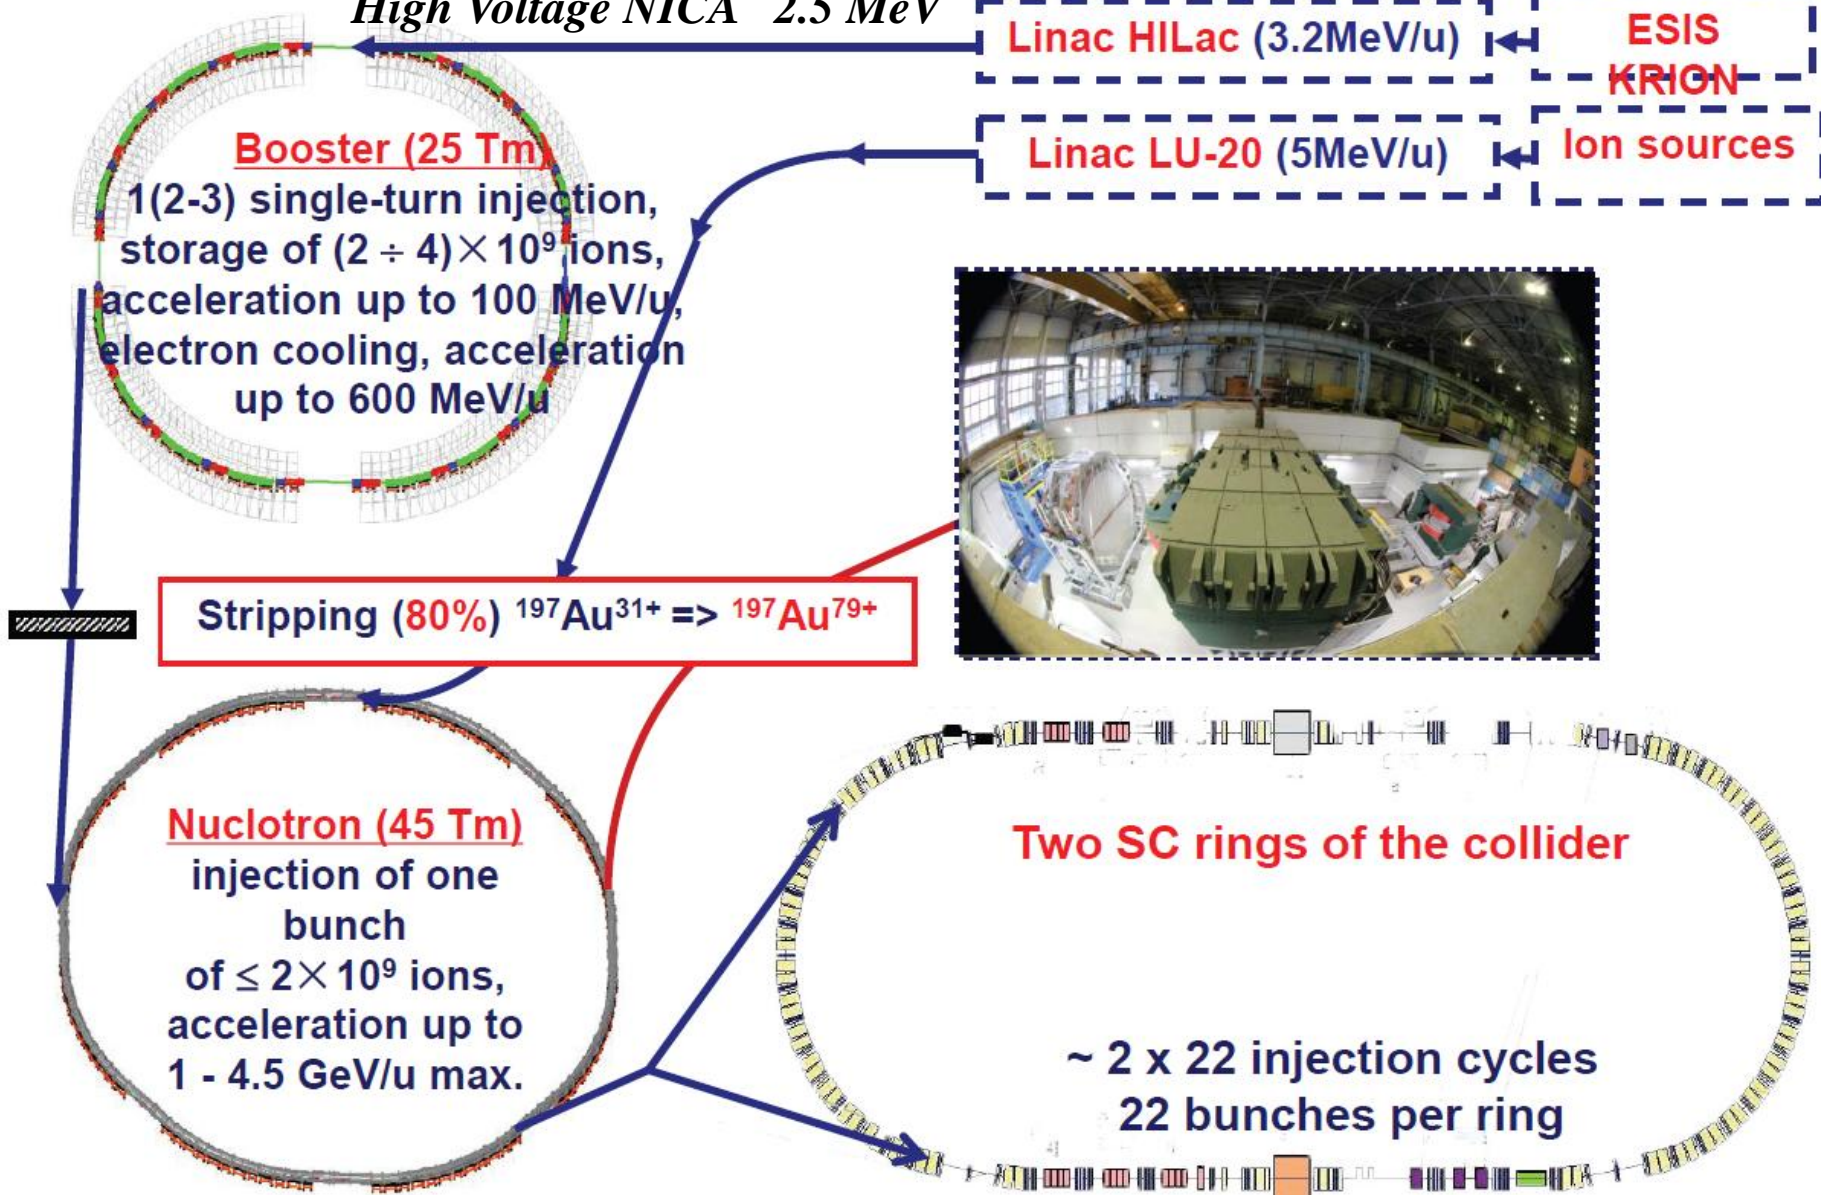 High Voltage NICA 2.5 MeV
Linac HILac (3.2MeV/u)
ESIS
KRION
Linac LU-20 (5MeV/u)
Ion sources
Booster (25 Tm)
1(2-3) single-turn injection,
storage of (2 ÷ 4)×10⁹ ions,
acceleration up to 100 MeV/u,
electron cooling, acceleration
up to 600 MeV/u
Stripping (80%) ¹⁹⁷Au³¹⁺ => ¹⁹⁷Au⁷⁹⁺
Nuclotron (45 Tm)
injection of one
bunch
of ≤ 2×10⁹ ions,
acceleration up to
1 - 4.5 GeV/u max.
Two SC rings of the collider
~ 2 x 22 injection cycles
22 bunches per ring